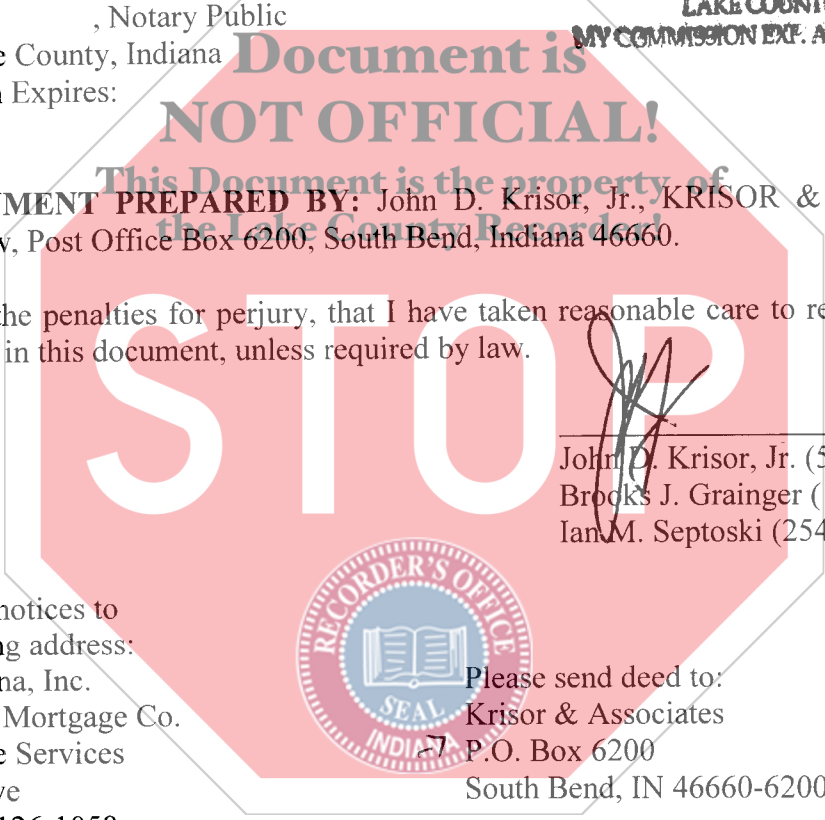 , Notary Public
LAKE COUNT
County, Indiana
MY COMMISSION EXP. A
Expires:
Document is
NOT OFFICIAL!
This Document is the property of
the Lake County Recorder!
MENT PREPARED BY: John D. Krisor, Jr., KRISOR &
, Post Office Box 6200, South Bend, Indiana 46660.
the penalties for perjury, that I have taken reasonable care to re
in this document, unless required by law.
STOP
John D. Krisor, Jr. (5
Brooks J. Grainger (
Ian M. Septoski (254
RECORDER'S OFFICE
SEAL
INDIANA
notices to
ng address:
na, Inc.
Mortgage Co.
e Services
ve
Please send deed to:
Krisor & Associates
-7 P.O. Box 6200
South Bend, IN 46660-6200